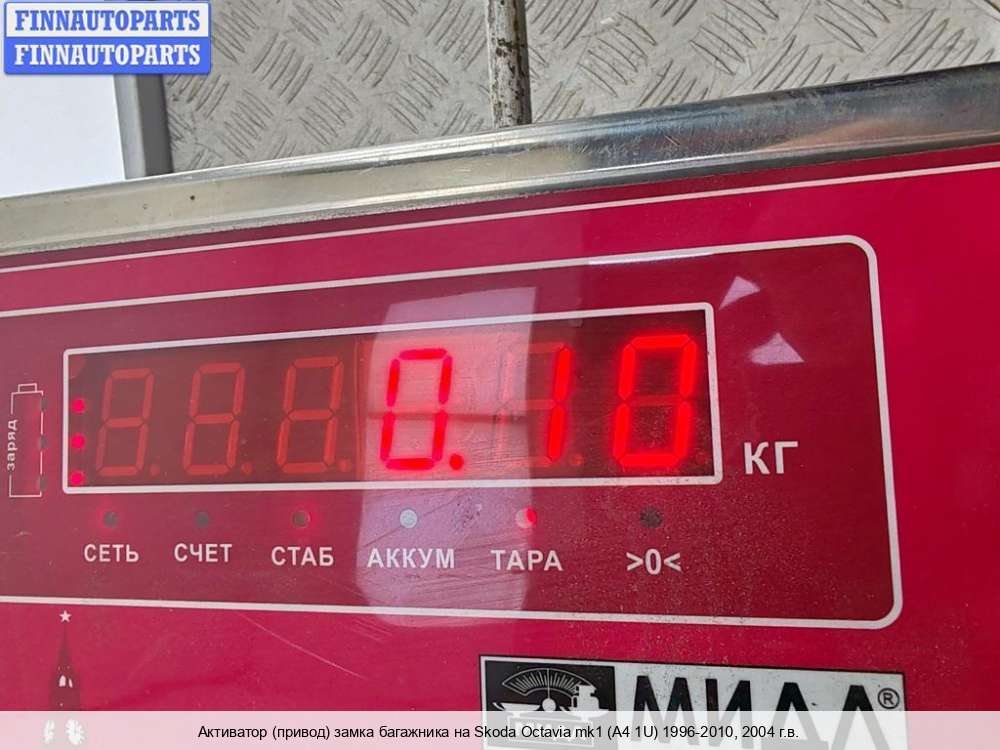 FINNAUTOPARTS
FINNAUTOPARTS
0.10
КГ
заряд
СЕТЬ СЧЕТ СТАБ АККУМ ТАРА >0<
МИДЛ®
Активатор (привод) замка багажника на Skoda Octavia mk1 (A4 1U) 1996-2010, 2004 г.в.